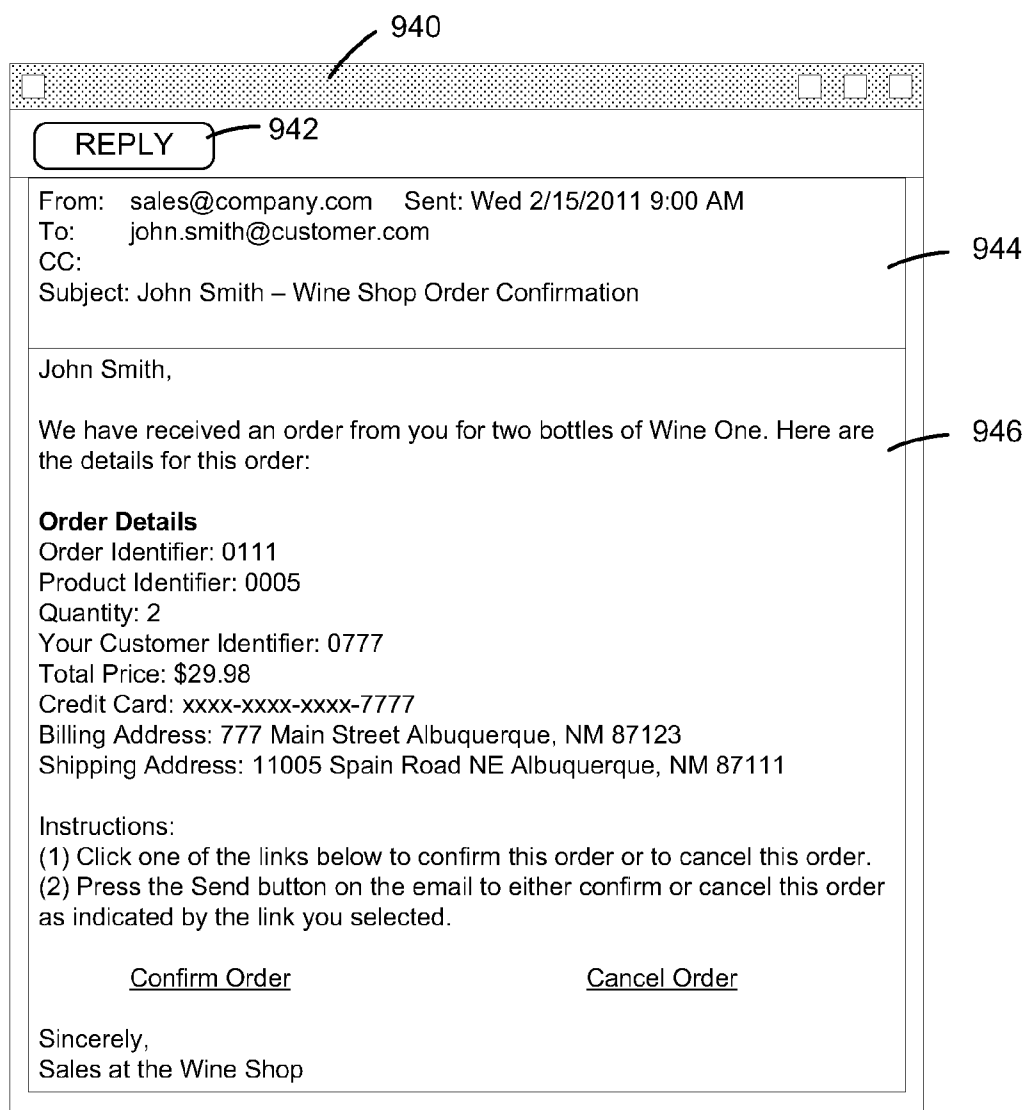 940
REPLY 942
From: sales@company.com Sent: Wed 2/15/2011 9:00 AM
To: john.smith@customer.com
CC:
944
Subject: John Smith – Wine Shop Order Confirmation
John Smith,
We have received an order from you for two bottles of Wine One. Here are
946
the details for this order:
Order Details
Order Identifier: 0111
Product Identifier: 0005
Quantity: 2
Your Customer Identifier: 0777
Total Price: $29.98
Credit Card: xxxx-xxxx-xxxx-7777
Billing Address: 777 Main Street Albuquerque, NM 87123
Shipping Address: 11005 Spain Road NE Albuquerque, NM 87111
Instructions:
(1) Click one of the links below to confirm this order or to cancel this order.
(2) Press the Send button on the email to either confirm or cancel this order
as indicated by the link you selected.
Confirm Order Cancel Order
Sincerely,
Sales at the Wine Shop